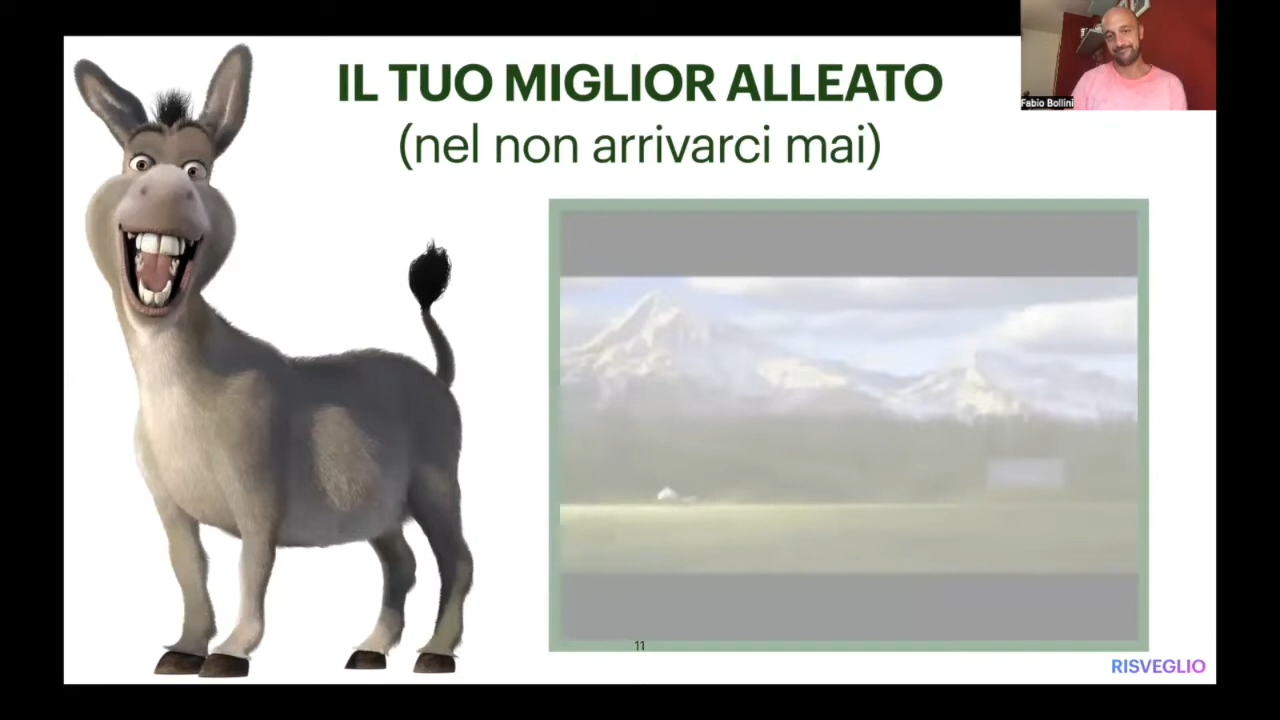 IL TUO MIGLIOR ALLEATO
(nel non arrivarci mai)
Fabio Bollini
11
RISVEGLIO